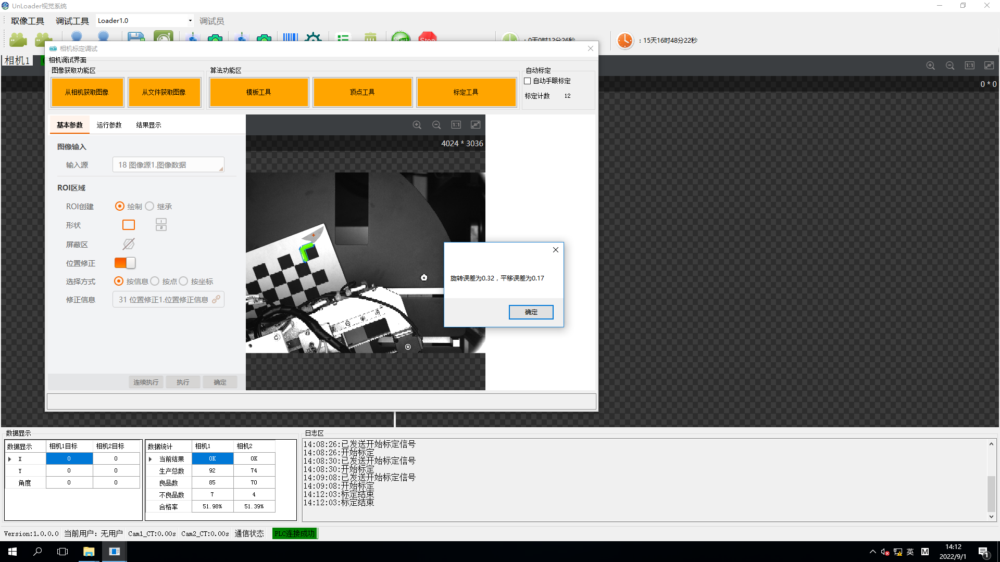 UnLoader视觉系统
取像工具 调试工具 Loader1.0 调试员
Start Stop : 0天0时12分26秒 : 15天16时48分22秒
相机标定调试
相机1
相机调试界面
图像获取功能区 算法功能区 自动标定
从相机获取图像 从文件获取图像 模板工具 顶点工具 标定工具
自动手眼标定
标定计数 12
0 * 0
基本参数 运行参数 结果显示
1:1
1:1
4024 * 3036
图像输入
输入源 18 图像源1.图像数据
ROI区域
ROI创建 绘制 继承
形状
1
2
屏蔽区
位置修正
选择方式 按信息 按点 按坐标
修正信息 31 位置修正1.位置修正信息
旋转误差为0.32，平移误差为0.17
确定
连续执行 执行 确定
数据显示
数据显示 相机1目标 相机2目标
X 0 0
Y 0 0
角度 0 0
数据统计 相机1 相机2
当前结果 OK OK
生产总数 92 74
良品数 85 70
不良品数 7 4
合格率 51.98% 51.39%
日志区
14:08:26:已发送开始标定信号
14:08:26:开始标定
14:08:30:已发送开始标定信号
14:08:30:开始标定
14:09:08:已发送开始标定信号
14:09:08:开始标定
14:12:03:标定结束
14:12:03:标定结束
Version:1.0.0.0 当前用户：无用户 Cam1_CT:0.00s Cam2_CT:0.00s 通信状态 PLC连接成功
英 M 14:12
2022/9/1
1